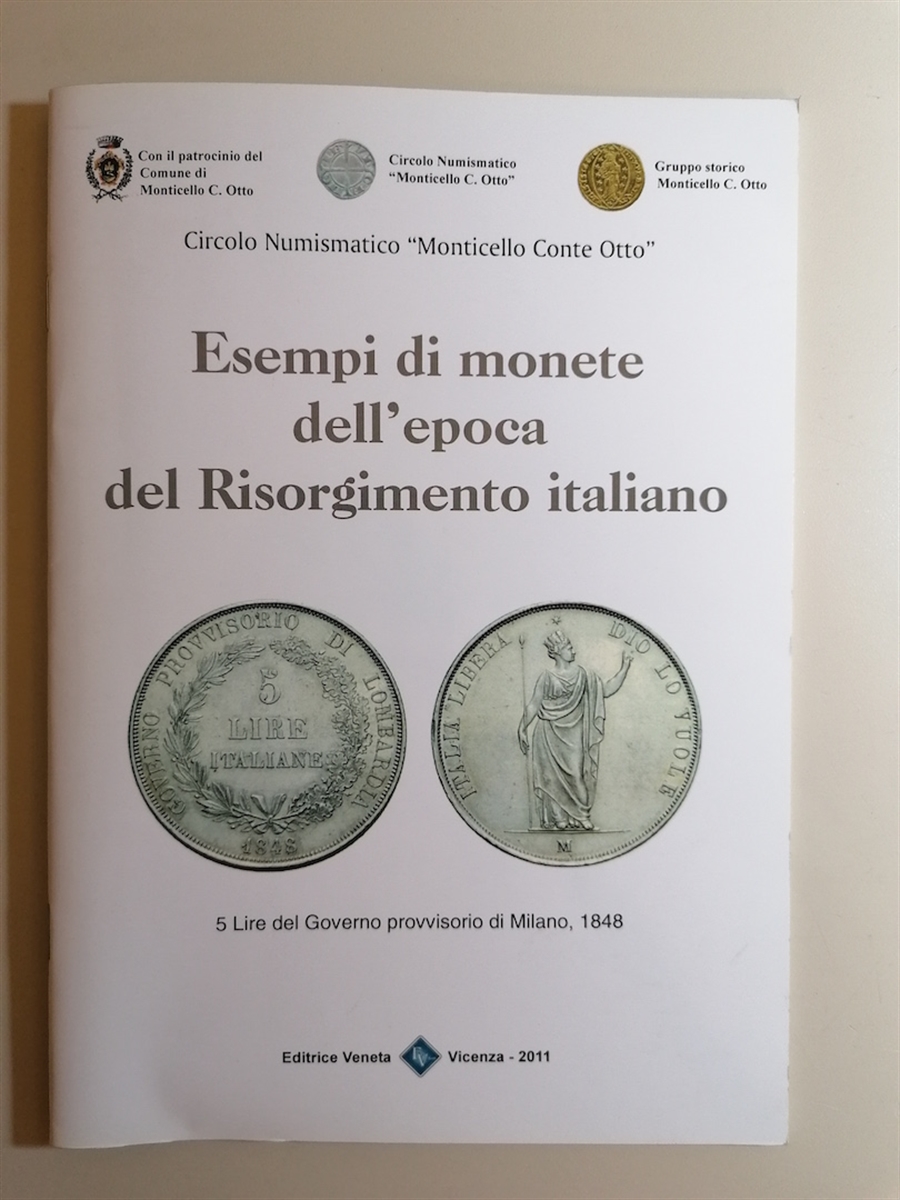 Con il patrocinio del
Comune di
Monticello C. Otto
Circolo Numismatico
“Monticello C. Otto”
Gruppo storico
Monticello C. Otto
Circolo Numismatico “Monticello Conte Otto”
Esempi di monete
dell’epoca
del Risorgimento italiano
GOVERNO PROVVISORIO DI LOMBARDIA
5
LIRE
ITALIANE
1848
ITALIA LIBERA DIO LO VUOLE
M
5 Lire del Governo provvisorio di Milano, 1848
Editrice Veneta EV Vicenza - 2011